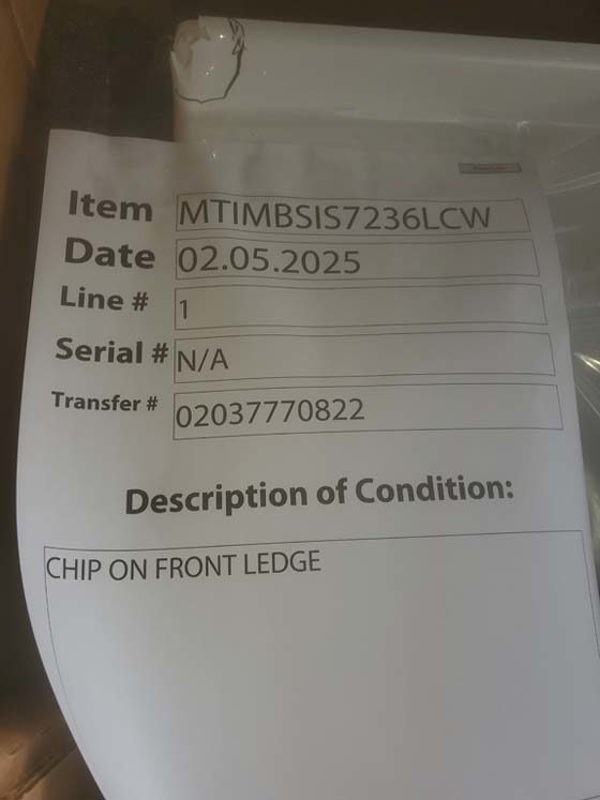 Item MTIMBSIS7236LCW
Date 02.05.2025
Line # 1
Serial # N/A
Transfer # 02037770822
Description of Condition:
CHIP ON FRONT LEDGE